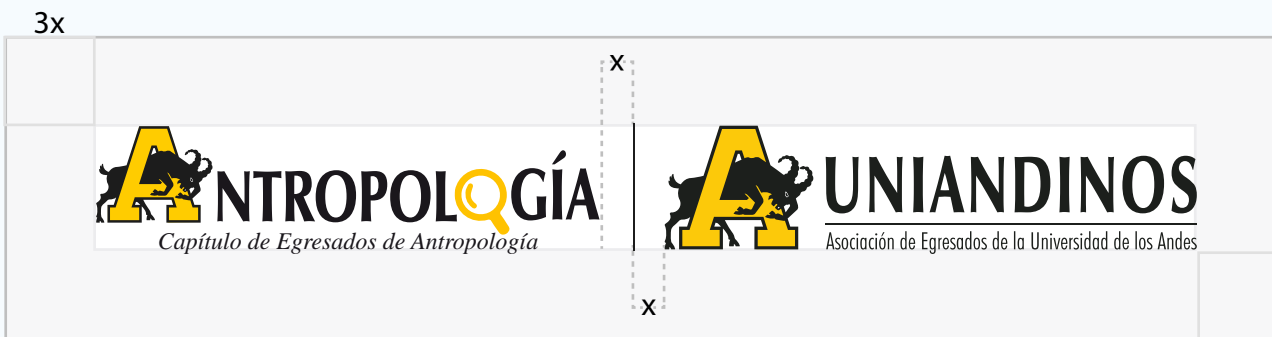 3x
x
ANTROPOLOGÍA
Capítulo de Egresados de Antropología
A UNIANDINOS
Asociación de Egresados de la Universidad de los Andes
x